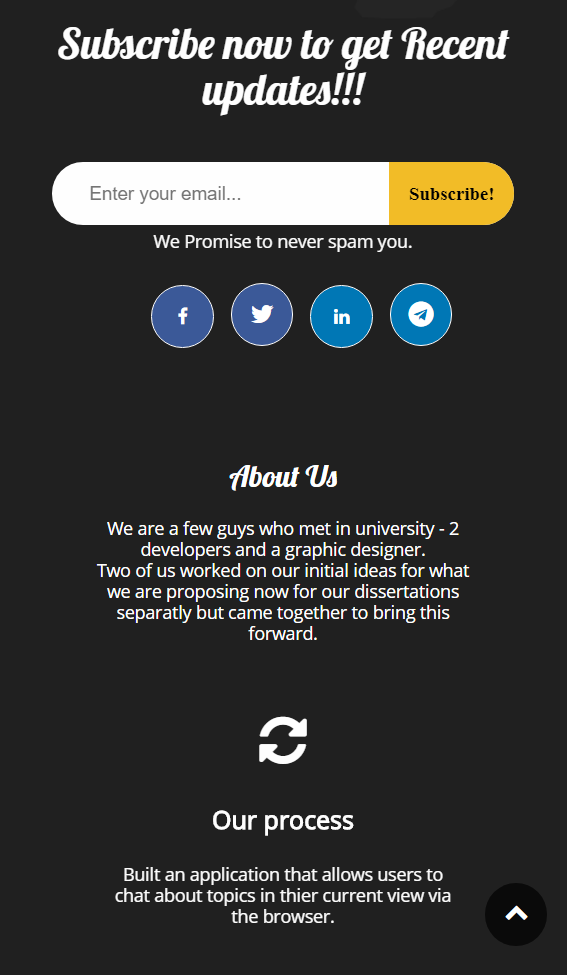 Subscribe now to get Recent
updates!!!
Enter your email...
Subscribe!
We Promise to never spam you.
About Us
We are a few guys who met in university - 2
developers and a graphic designer.
Two of us worked on our initial ideas for what
we are proposing now for our dissertations
separatly but came together to bring this
forward.
Our process
Built an application that allows users to
chat about topics in thier current view via
the browser.